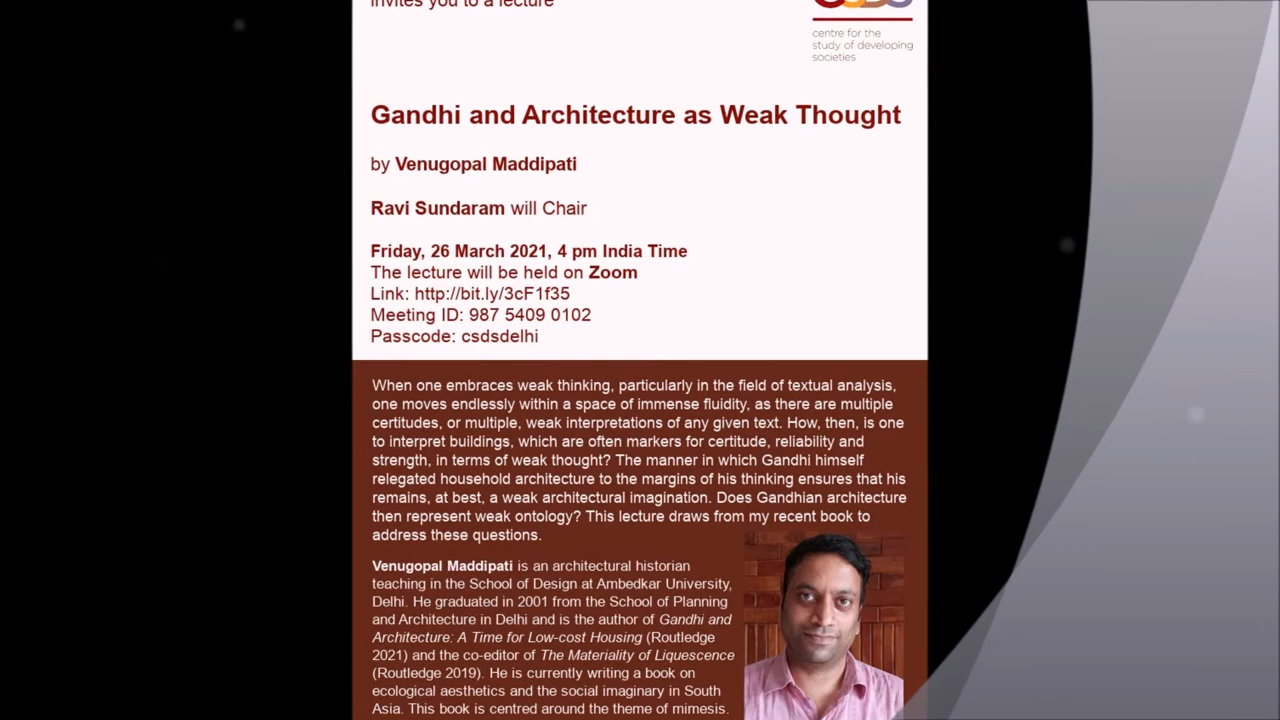 invites you to a lecture
centre for the
study of developing
societies
Gandhi and Architecture as Weak Thought
by Venugopal Maddipati
Ravi Sundaram will Chair
Friday, 26 March 2021, 4 pm India Time
The lecture will be held on Zoom
Link: http://bit.ly/3cF1f35
Meeting ID: 987 5409 0102
Passcode: csdsdelhi
When one embraces weak thinking, particularly in the field of textual analysis,
one moves endlessly within a space of immense fluidity, as there are multiple
certitudes, or multiple, weak interpretations of any given text. How, then, is one
to interpret buildings, which are often markers for certitude, reliability and
strength, in terms of weak thought? The manner in which Gandhi himself
relegated household architecture to the margins of his thinking ensures that his
remains, at best, a weak architectural imagination. Does Gandhian architecture
then represent weak ontology? This lecture draws from my recent book to
address these questions.
Venugopal Maddipati is an architectural historian
teaching in the School of Design at Ambedkar University,
Delhi. He graduated in 2001 from the School of Planning
and Architecture in Delhi and is the author of Gandhi and
Architecture: A Time for Low-cost Housing (Routledge
2021) and the co-editor of The Materiality of Liquescence
(Routledge 2019). He is currently writing a book on
ecological aesthetics and the social imaginary in South
Asia. This book is centred around the theme of mimesis.